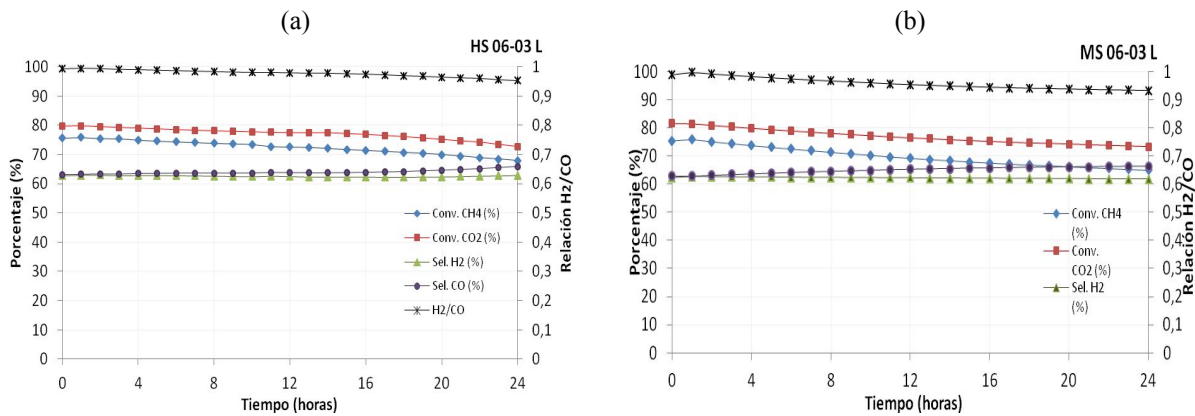 (a)
HS 06-03 L
Porcentaje (%)
100
90
80
70
60
50
40
30
20
10
0
1
0,9
0,8
0,7
0,6
0,5
0,4
0,3
0,2
0,1
0
Relación H2/CO
Conv. CH4 (%)
Conv. CO2 (%)
Sel. H2 (%)
Sel. CO (%)
H2/CO
0 4 8 12 16 20 24
Tiempo (horas)
(b)
MS 06-03 L
Porcentaje (%)
100
90
80
70
60
50
40
30
20
10
0
1
0,9
0,8
0,7
0,6
0,5
0,4
0,3
0,2
0,1
0
Relación H2/CO
Conv. CH4
(%)
Conv.
CO2 (%)
Sel. H2
(%)
0 4 8 12 16 20 24
Tiempo (horas)